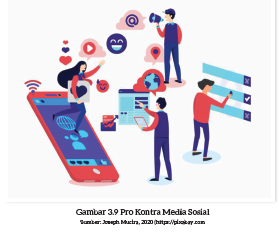 Gambar 3.9 Pro Kontra Media Sosial
Sumber: Joseph Mucira, 2020 (https://pixabay.com